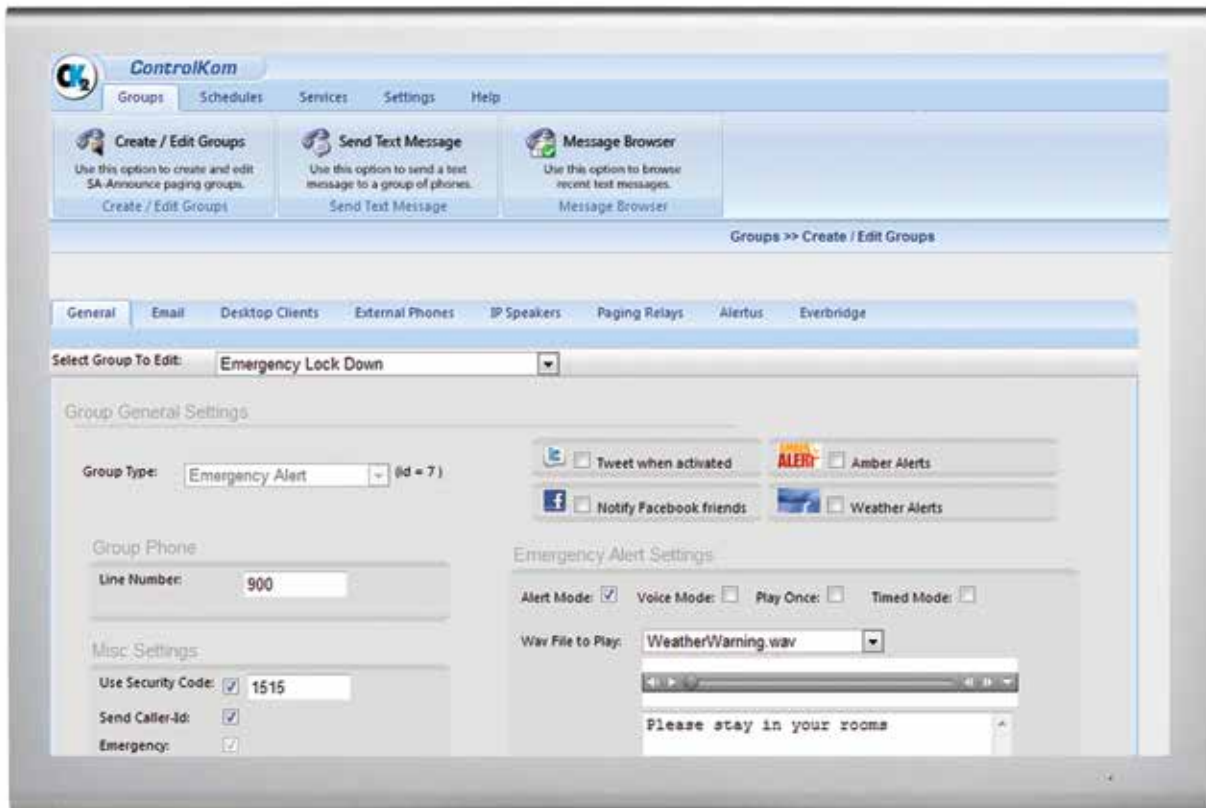 CK2
ControlKom
Groups Schedules Services Settings Help
Create / Edit Groups
Use this option to create and edit
SA-Announce paging groups.
Create / Edit Groups
Send Text Message
Use this option to send a text
message to a group of phones.
Send Text Message
Message Browser
Use this option to browse
recent text messages.
Message Browser
Groups >> Create / Edit Groups
General Email Desktop Clients External Phones IP Speakers Paging Relays Alertus Everbridge
Select Group To Edit: Emergency Lock Down
Group General Settings
Group Type: Emergency Alert (id = 7 )
Tweet when activated
AMBER ALERT Amber Alerts
f Notify Facebook friends
Weather Alerts
Group Phone
Line Number: 900
Misc Settings
Use Security Code: 1515
Send Caller-Id:
Emergency:
Emergency Alert Settings
Alert Mode: Voice Mode: Play Once: Timed Mode:
Wav File to Play: WeatherWarning.wav
Please stay in your rooms